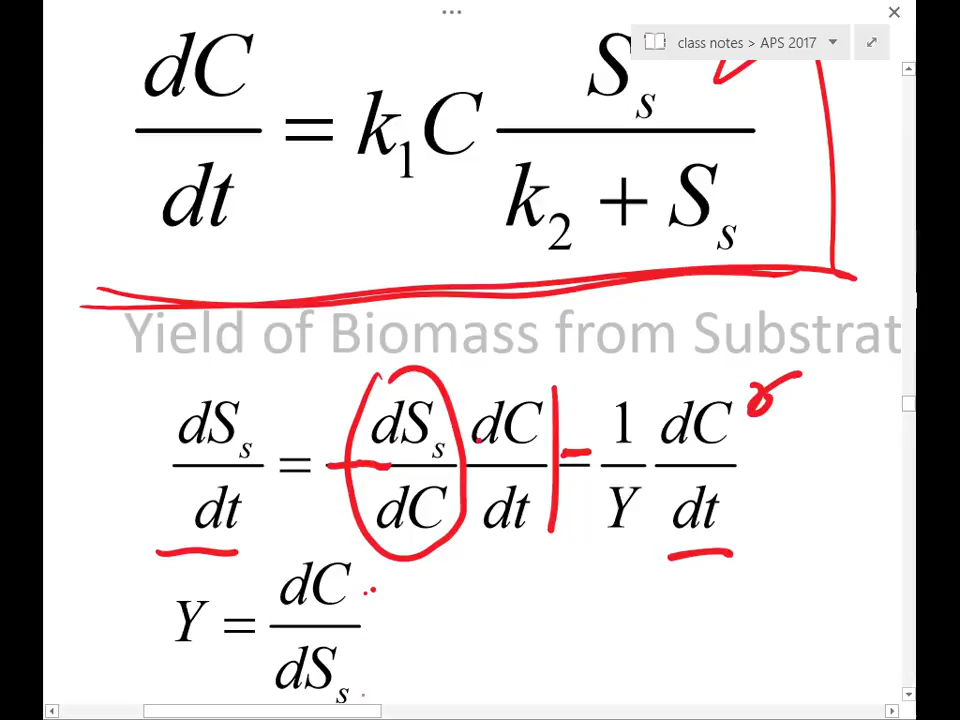 class notes > APS 2017
dC/dt = k₁C Sₛ/(k₂ + Sₛ)
Yield of Biomass from Substrat
dSₛ/dt = - dSₛ/dC dC/dt = - 1/Y dC/dt
Y = dC/dSₛ